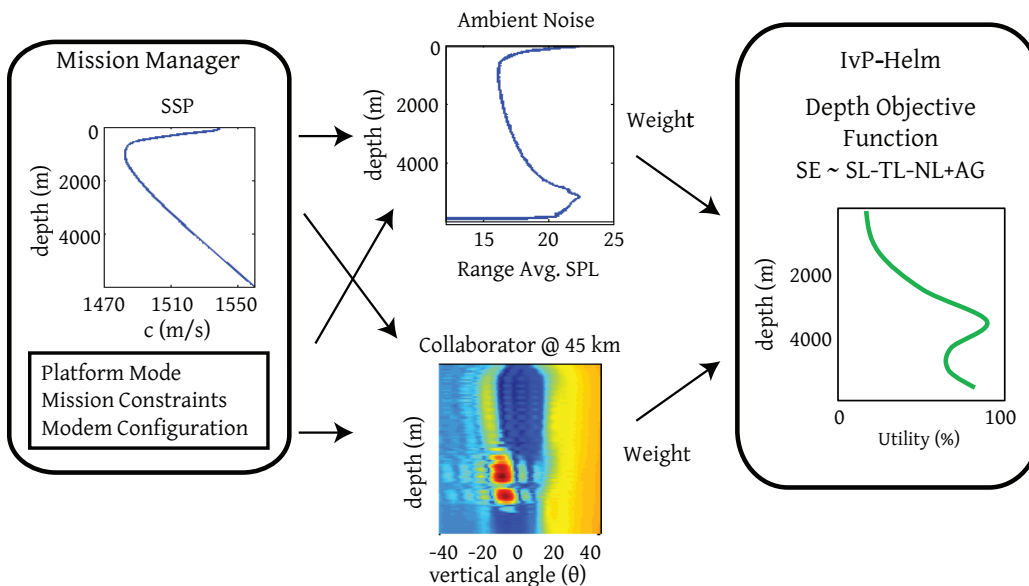 Mission Manager
SSP
0
2000
4000
depth (m)
1470
1510
1550
c (m/s)
Platform Mode
Mission Constraints
Modem Configuration
Ambient Noise
0
2000
4000
depth (m)
15
20
25
Range Avg. SPL
Collaborator @ 45 km
depth (m)
-40
-20
0
20
40
vertical angle (θ)
Weight
Weight
IvP-Helm
Depth Objective
Function
SE ~ SL-TL-NL+AG
2000
4000
depth (m)
0
100
Utility (%)